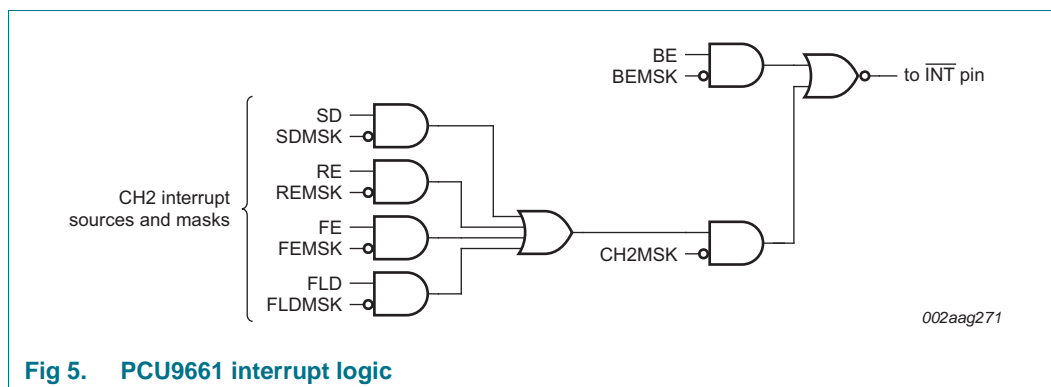 BE
BEMSK
to INT pin
SD
SDMSK
RE
REMSK
CH2 interrupt
sources and masks
FE
FEMSK
CH2MSK
FLD
FLDMSK
002aag271
Fig 5. PCU9661 interrupt logic